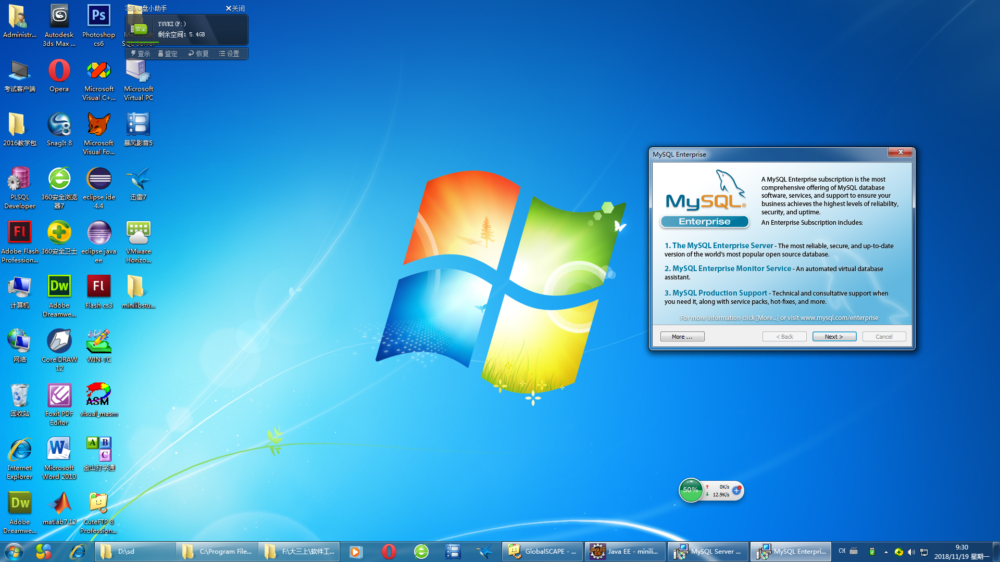 Administr...
Autodesk
3ds Max ...
Photoshop
cs6
360 U盘小助手
关闭
安全
YUUKI(F:)
剩余空间: 5.4GB
查杀
鉴定
恢复
设置
考试客户端
Opera
Microsoft
Visual C+...
Microsoft
Virtual PC
2016教学包
SnagIt 8
Microsoft
Visual Fo...
暴风影音5
PLSQL
Developer
360安全浏览
器7
eclipse ide
4.4
迅雷7
Adobe Flash
Profession...
360安全卫士
eclipse java
ee
VMware
Horizo...
计算机
Adobe
Dreamwe...
Flash cs3
minilibstu...
网络
CorelDRAW
12
WIN-TC
回收站
Foxit PDF
Editor
ASM
visual_masm
Internet
Explorer
Microsoft
Word 2010
金山打字通
Adobe
Dreamwe...
matlab7.12
CuteFTP 8
Profession...
MySQL Enterprise
MySQL
Enterprise
A MySQL Enterprise subscription is the most
comprehensive offering of MySQL database
software, services, and support to ensure your
business achieves the highest levels of reliability,
security, and uptime.
An Enterprise Subscription includes:
1. The MySQL Enterprise Server - The most reliable, secure, and up-to-date
version of the world's most popular open source database.
2. MySQL Enterprise Monitor Service - An automated virtual database
assistant.
3. MySQL Production Support - Technical and consultative support when
you need it, along with service packs, hot-fixes, and more.
For more information click [More...] or visit www.mysql.com/enterprise
More ...
< Back
Next >
Cancel
50%
0K/s
12.9K/s
D:\sd
C:\Program File...
F:\大三上\软件工...
GlobalSCAPE - ...
Java EE - minili...
MySQL Server ...
MySQL Enterpri...
CH
9:30
2018/11/19 星期一